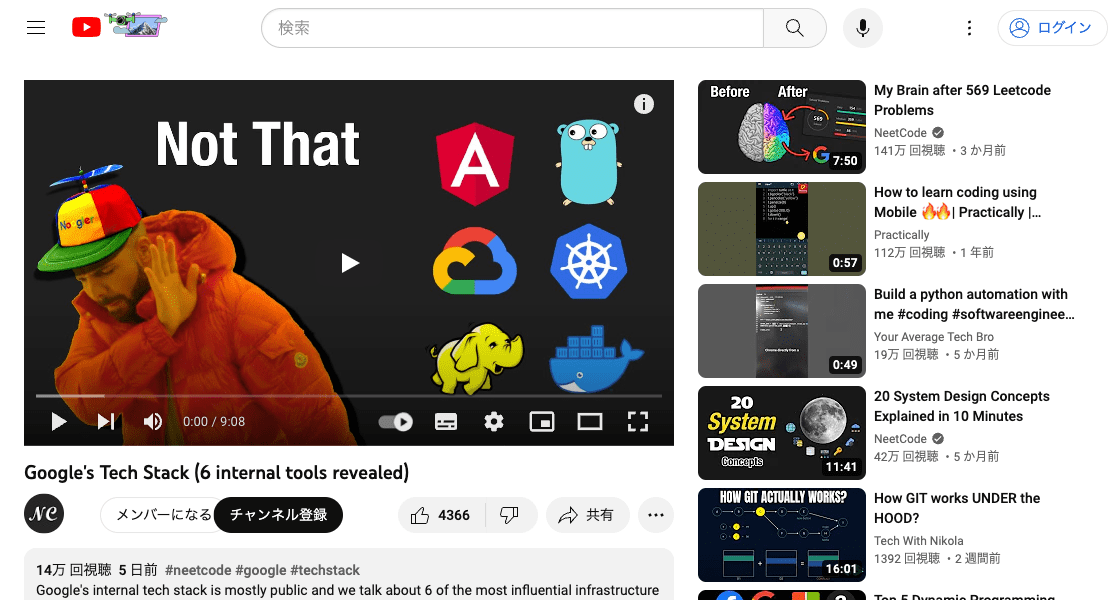 検索
ログイン
Not That
Noogler
0:00 / 9:08
Google's Tech Stack (6 internal tools revealed)
NC
メンバーになる
チャンネル登録
4366
共有
14万 回視聴 5 日前 #neetcode #google #techstack
Google's internal tech stack is mostly public and we talk about 6 of the most influential infrastructure
Before After
569
7:50
My Brain after 569 Leetcode
Problems
NeetCode
141万 回視聴 ・3 か月前
0:57
How to learn coding using
Mobile 🔥🔥| Practically |...
Practically
112万 回視聴 ・1 年前
0:49
Build a python automation with
me #coding #softwareenginee...
Your Average Tech Bro
19万 回視聴 ・5 か月前
20
System
DESIGN
Concepts
11:41
20 System Design Concepts
Explained in 10 Minutes
NeetCode
42万 回視聴 ・5 か月前
HOW GIT ACTUALLY WORKS?
16:01
How GIT works UNDER the
HOOD?
Tech With Nikola
1392 回視聴 ・2 週間前
Top 5 Dynamic Programming